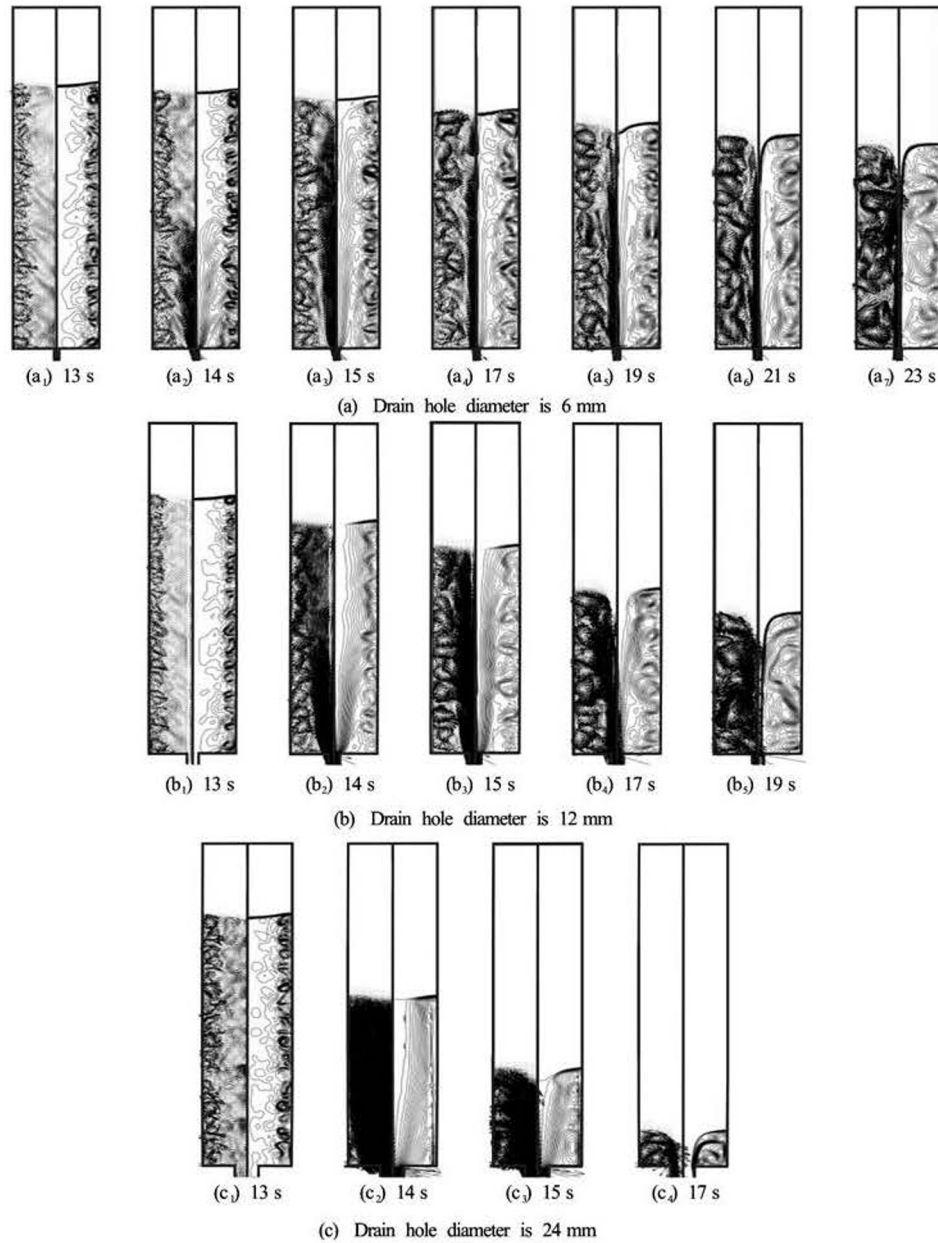 (a₁) 13 s (a₂) 14 s (a₃) 15 s (a₄) 17 s (a₅) 19 s (a₆) 21 s (a₇) 23 s
(a) Drain hole diameter is 6 mm
(b₁) 13 s (b₂) 14 s (b₃) 15 s (b₄) 17 s (b₅) 19 s
(b) Drain hole diameter is 12 mm
(c₁) 13 s (c₂) 14 s (c₃) 15 s (c₄) 17 s
(c) Drain hole diameter is 24 mm